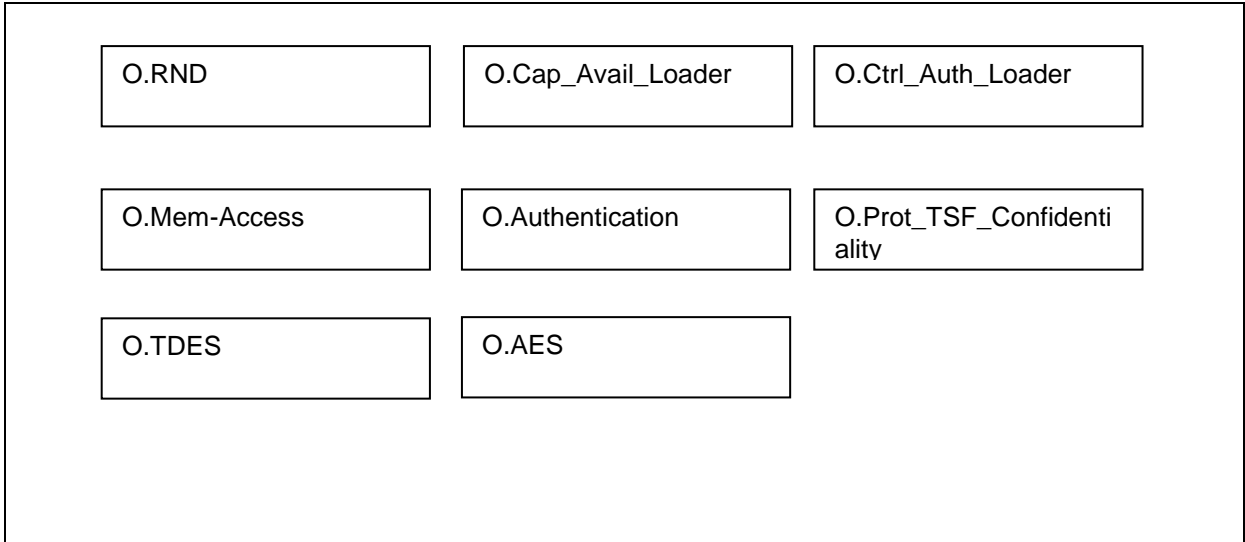 O.RND
O.Cap_Avail_Loader
O.Ctrl_Auth_Loader
O.Mem-Access
O.Authentication
O.Prot_TSF_Confidenti
ality
O.TDES
O.AES